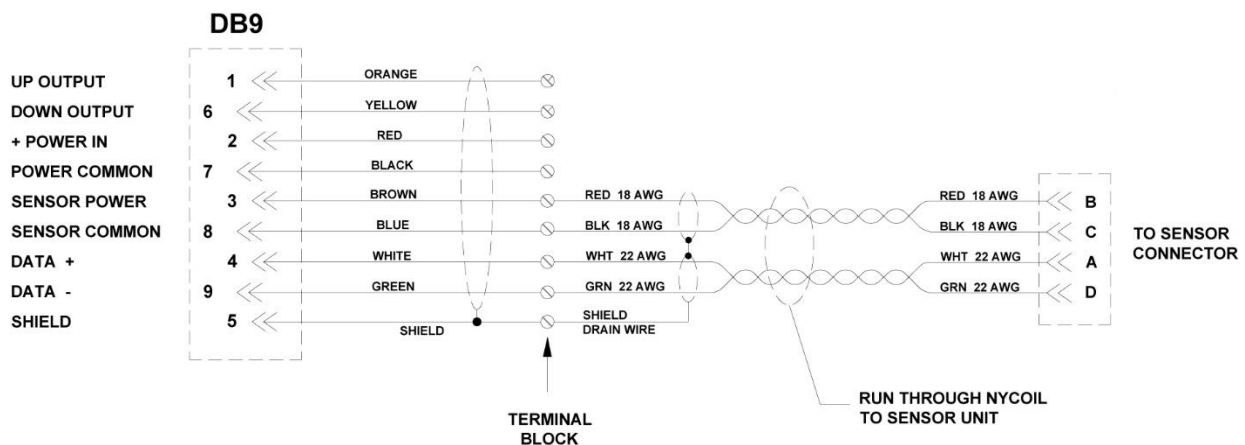 DB9
UP OUTPUT 1 ORANGE
DOWN OUTPUT 6 YELLOW
+ POWER IN 2 RED
POWER COMMON 7 BLACK
SENSOR POWER 3 BROWN RED 18 AWG RED 18 AWG B
SENSOR COMMON 8 BLUE BLK 18 AWG BLK 18 AWG C
DATA + 4 WHITE WHT 22 AWG WHT 22 AWG A
DATA - 9 GREEN GRN 22 AWG GRN 22 AWG D
SHIELD 5 SHIELD SHIELD
DRAIN WIRE
TO SENSOR
CONNECTOR
TERMINAL
BLOCK
RUN THROUGH NYCOIL
TO SENSOR UNIT